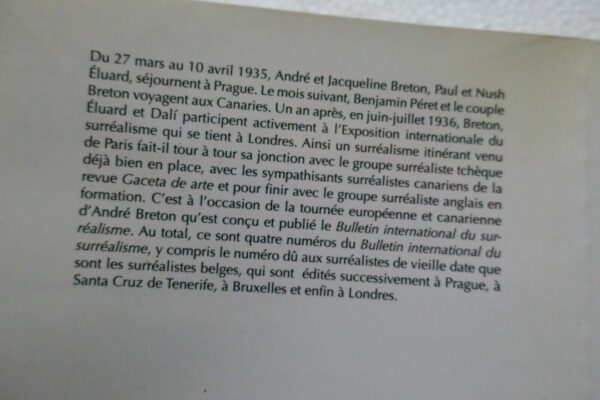 Du 27 mars au 10 avril 1935, André et Jacqueline Breton, Paul et Nush
Éluard, séjournent à Prague. Le mois suivant, Benjamin Péret et le couple
Breton voyagent aux Canaries. Un an après, en juin-juillet 1936, Breton,
Éluard et Dalí participent activement à l'Exposition internationale du
surréalisme qui se tient à Londres. Ainsi un surréalisme itinérant venu
de Paris fait-il tour à tour sa jonction avec le groupe surréaliste tchèque
déjà bien en place, avec les sympathisants surréalistes canariens de la
revue Gaceta de arte et pour finir avec le groupe surréaliste anglais en
formation. C'est à l'occasion de la tournée européenne et canarienne
d'André Breton qu'est conçu et publié le Bulletin international du sur-
réalisme. Au total, ce sont quatre numéros du Bulletin international du
surréalisme, y compris le numéro dû aux surréalistes de vieille date que
sont les surréalistes belges, qui sont édités successivement à Prague, à
Santa Cruz de Tenerife, à Bruxelles et enfin à Londres.